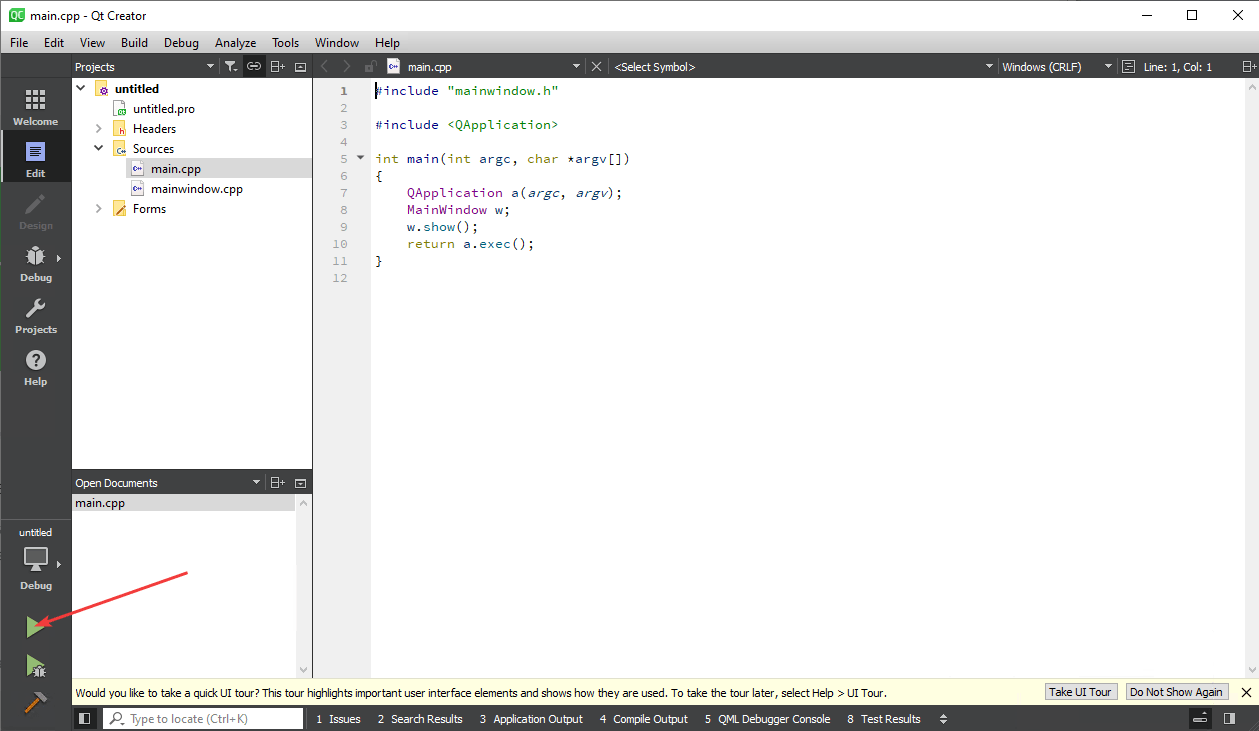 QC main.cpp - Qt Creator
File Edit View Build Debug Analyze Tools Window Help
Projects
main.cpp
<Select Symbol>
Windows (CRLF)
Line: 1, Col: 1
Welcome
Edit
Design
Debug
Projects
Help
untitled
Debug
untitled
untitled.pro
Headers
Sources
main.cpp
mainwindow.cpp
Forms
Open Documents
main.cpp
1 #include "mainwindow.h"
2
3 #include <QApplication>
4
5 int main(int argc, char *argv[])
6 {
7     QApplication a(argc, argv);
8     MainWindow w;
9     w.show();
10     return a.exec();
11 }
12
Would you like to take a quick UI tour? This tour highlights important user interface elements and shows how they are used. To take the tour later, select Help > UI Tour.
Take UI Tour
Do Not Show Again
Type to locate (Ctrl+K)
1 Issues 2 Search Results 3 Application Output 4 Compile Output 5 QML Debugger Console 8 Test Results